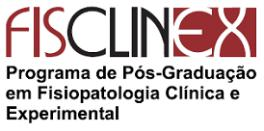 FISCLINEX
Programa de Pós-Graduação
em Fisiopatologia Clínica e
Experimental